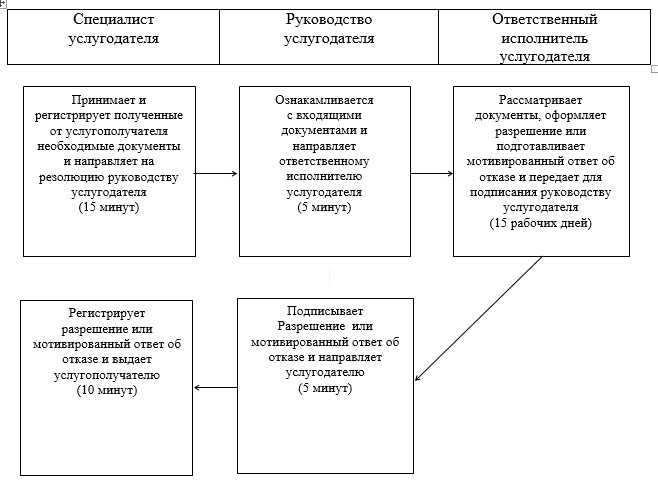 Специалист
услугодателя
Руководство
услугодателя
Ответственный
исполнитель
услугодателя
Принимает и
регистрирует полученные
от услугополучателя
необходимые документы
и направляет на
резолюцию руководству
услугодателя
(15 минут)
Ознакамливается
с входящими
документами и
направляет
ответственному
исполнителю
услугодателя
(5 минут)
Рассматривает
документы, оформляет
разрешение или
подготавливает
мотивированный ответ об
отказе и передает для
подписания руководству
услугодателя
(15 рабочих дней)
Регистрирует
разрешение или
мотивированный ответ об
отказе и выдает
услугополучателю
(10 минут)
Подписывает
Разрешение или
мотивированный ответ об
отказе и направляет
услугодателю
(5 минут)